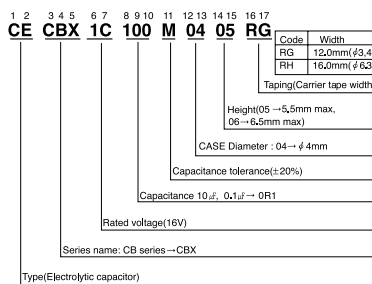 1 2 3 4 5 6 7 8 9 10 11 12 13 14 15 16 17
CE CBX 1C 100 M 04 05 RG
Code Width
RG 12.0mm(ϕ3,4
RH 16.0mm(ϕ6.3
Taping(Carrier tape width
Height(05→5.5mm max,
06→6.5mm max)
CASE Diameter : 04→ϕ4mm
Capacitance tolerance(±20%)
Capacitance 10㎌, 0.1㎌→ 0R1
Rated voltage(16V)
Series name: CB series→CBX
Type(Electrolytic capacitor)